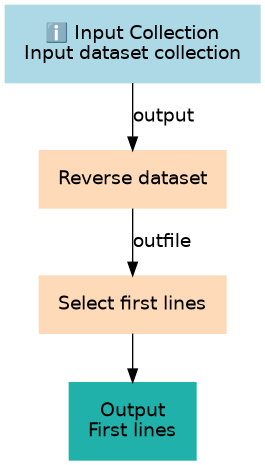 ℹ️ Input Collection
Input dataset collection
output
Reverse dataset
outfile
Select first lines
Output
First lines